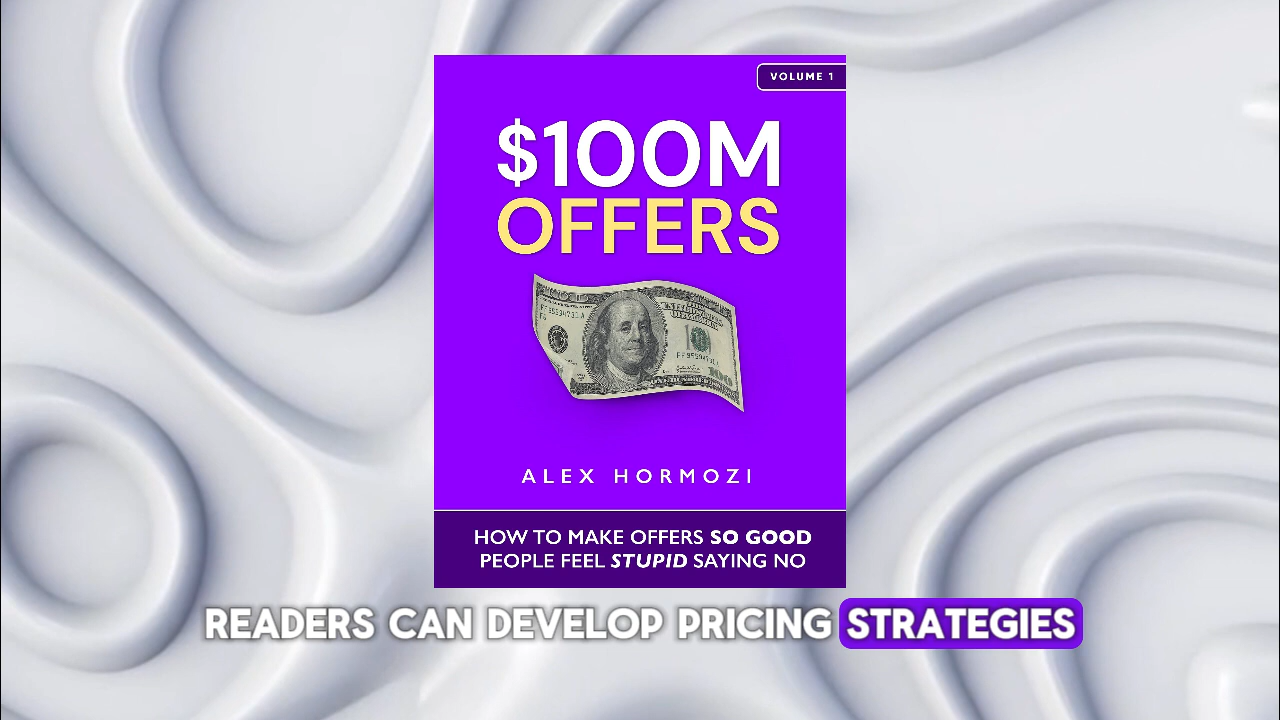 VOLUME 1
$100M
OFFERS
ALEX HORMOZI
HOW TO MAKE OFFERS SO GOOD
PEOPLE FEEL STUPID SAYING NO
READERS CAN DEVELOP PRICING STRATEGIES